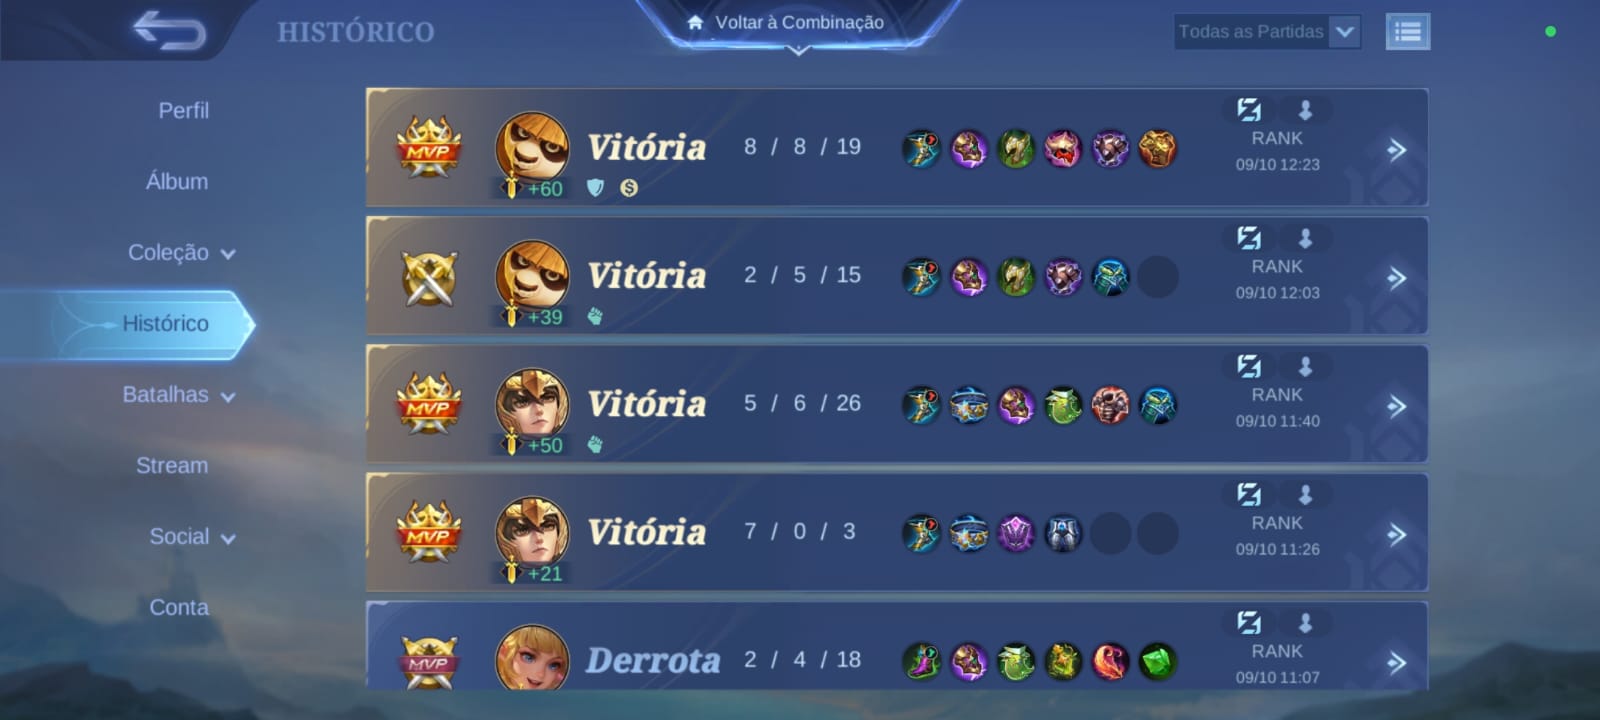 HISTÓRICO
Voltar à Combinação
Todas as Partidas
Perfil
Álbum
Coleção
Histórico
Batalhas
Stream
Social
Conta
MVP
+60
Vitória
8 / 8 / 19
RANK
09/10 12:23
+39
Vitória
2 / 5 / 15
RANK
09/10 12:03
MVP
+50
Vitória
5 / 6 / 26
RANK
09/10 11:40
MVP
+21
Vitória
7 / 0 / 3
RANK
09/10 11:26
MVP
Derrota
2 / 4 / 18
RANK
09/10 11:07